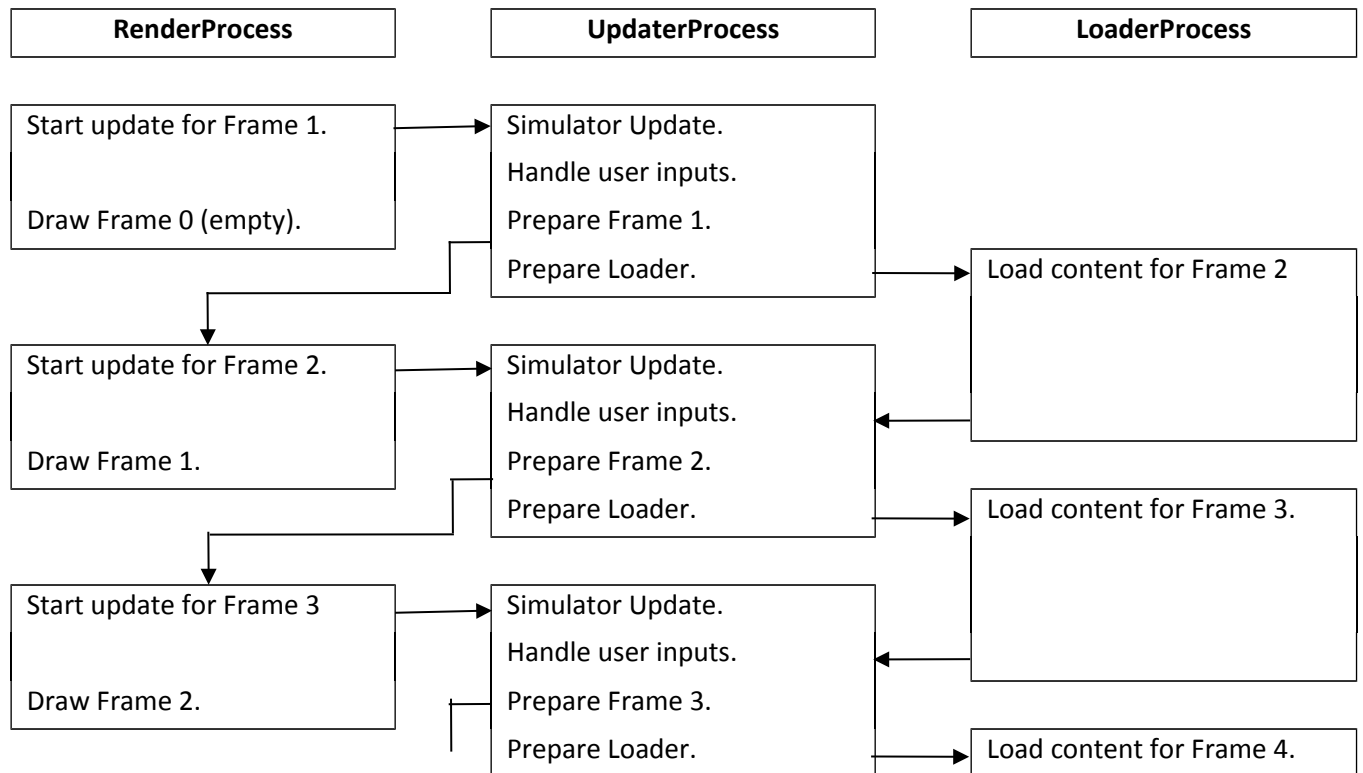 RenderProcess
UpdaterProcess
LoaderProcess
Start update for Frame 1.
Draw Frame 0 (empty).
Simulator Update.
Handle user inputs.
Prepare Frame 1.
Prepare Loader.
Load content for Frame 2
Start update for Frame 2.
Draw Frame 1.
Simulator Update.
Handle user inputs.
Prepare Frame 2.
Prepare Loader.
Load content for Frame 3.
Start update for Frame 3
Draw Frame 2.
Simulator Update.
Handle user inputs.
Prepare Frame 3.
Prepare Loader.
Load content for Frame 4.